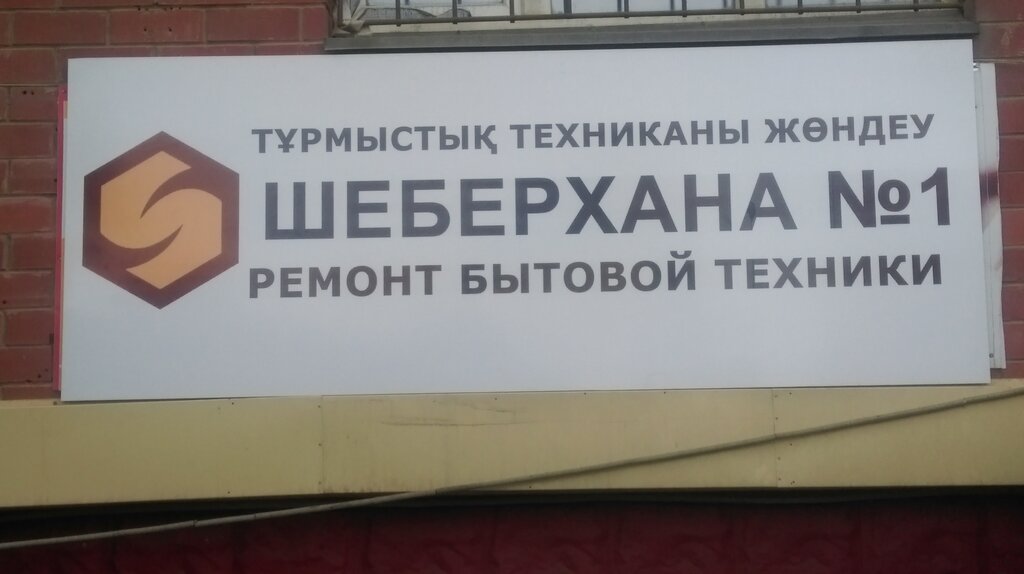 ТҰРМЫСТЫҚ ТЕХНИКАНЫ ЖӨНДЕУ
ШЕБЕРХАНА №1
РЕМОНТ БЫТОВОЙ ТЕХНИКИ